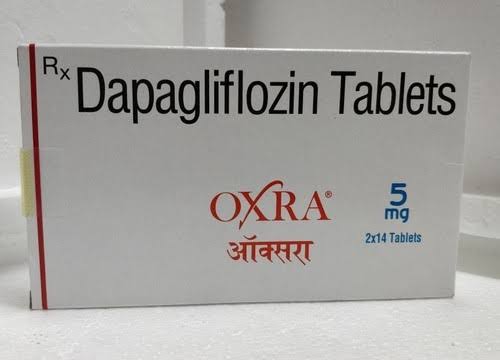 Rx Dapagliflozin Tablets
OXRA®
ऑक्सरा
5
mg
2x14 Tablets